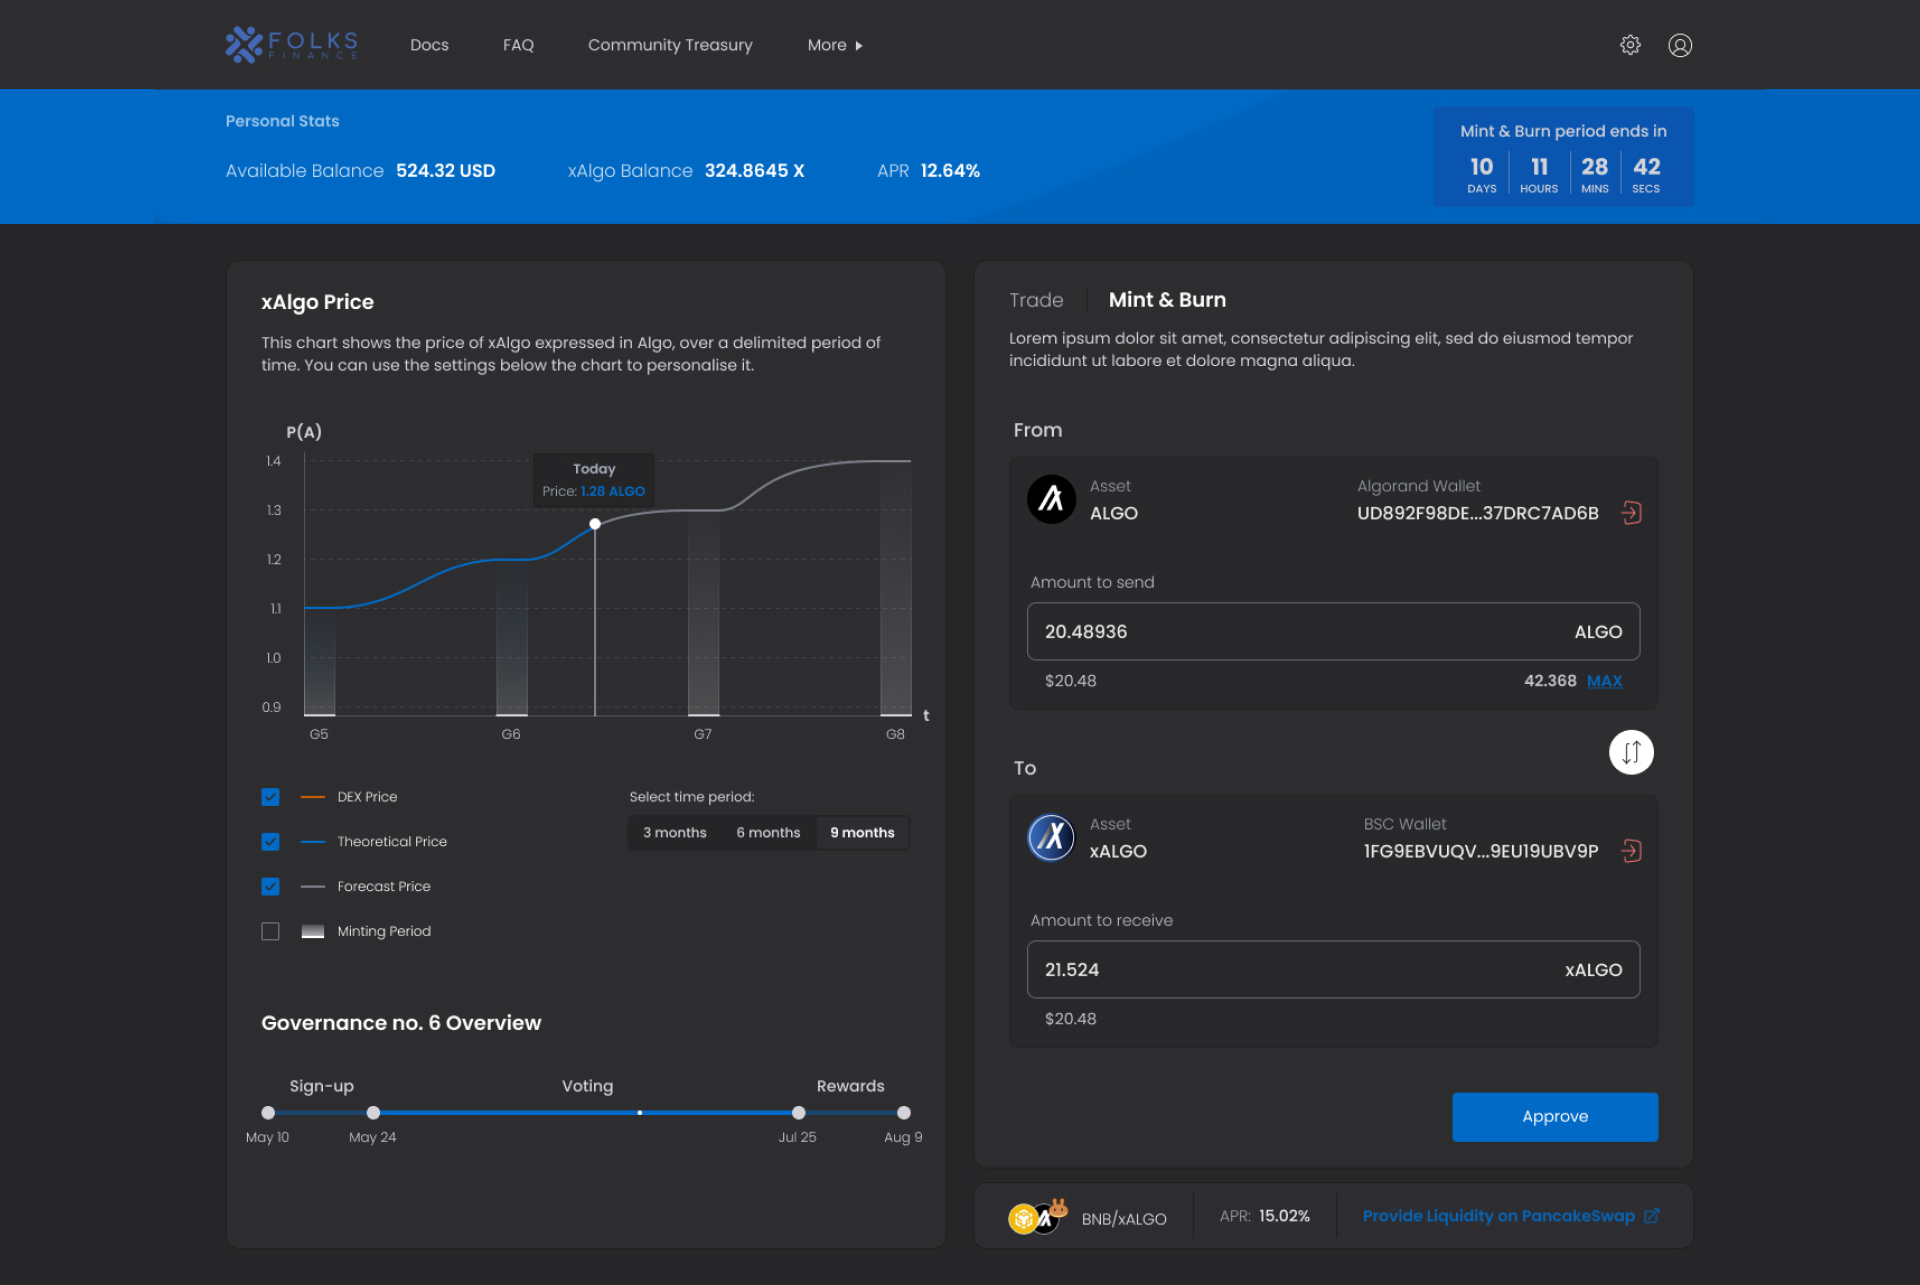 FOLKS
FINANCE
Docs
FAQ
Community Treasury
More
Personal Stats
Available Balance 524.32 USD
xAlgo Balance 324.8645 X
APR 12.64%
Mint & Burn period ends in
10 11 28 42
DAYS HOURS MINS SECS
xAlgo Price
This chart shows the price of xAlgo expressed in Algo, over a delimited period of
time. You can use the settings below the chart to personalise it.
P(A)
1.4
1.3
1.2
1.1
1.0
0.9
Today
Price: 1.28 ALGO
t
G5 G6 G7 G8
DEX Price
Theoretical Price
Forecast Price
Minting Period
Select time period:
3 months 6 months 9 months
Governance no. 6 Overview
Sign-up Voting Rewards
May 10 May 24 Jul 25 Aug 9
Trade
Mint & Burn
Lorem ipsum dolor sit amet, consectetur adipiscing elit, sed do eiusmod tempor
incididunt ut labore et dolore magna aliqua.
From
Asset
ALGO
Algorand Wallet
UD892F98DE...37DRC7AD6B
Amount to send
20.48936 ALGO
$20.48
42.368 MAX
To
Asset
xALGO
BSC Wallet
1FG9EBVUQV...9EU19UBV9P
Amount to receive
21.524 xALGO
$20.48
Approve
BNB/xALGO
APR: 15.02%
Provide Liquidity on PancakeSwap